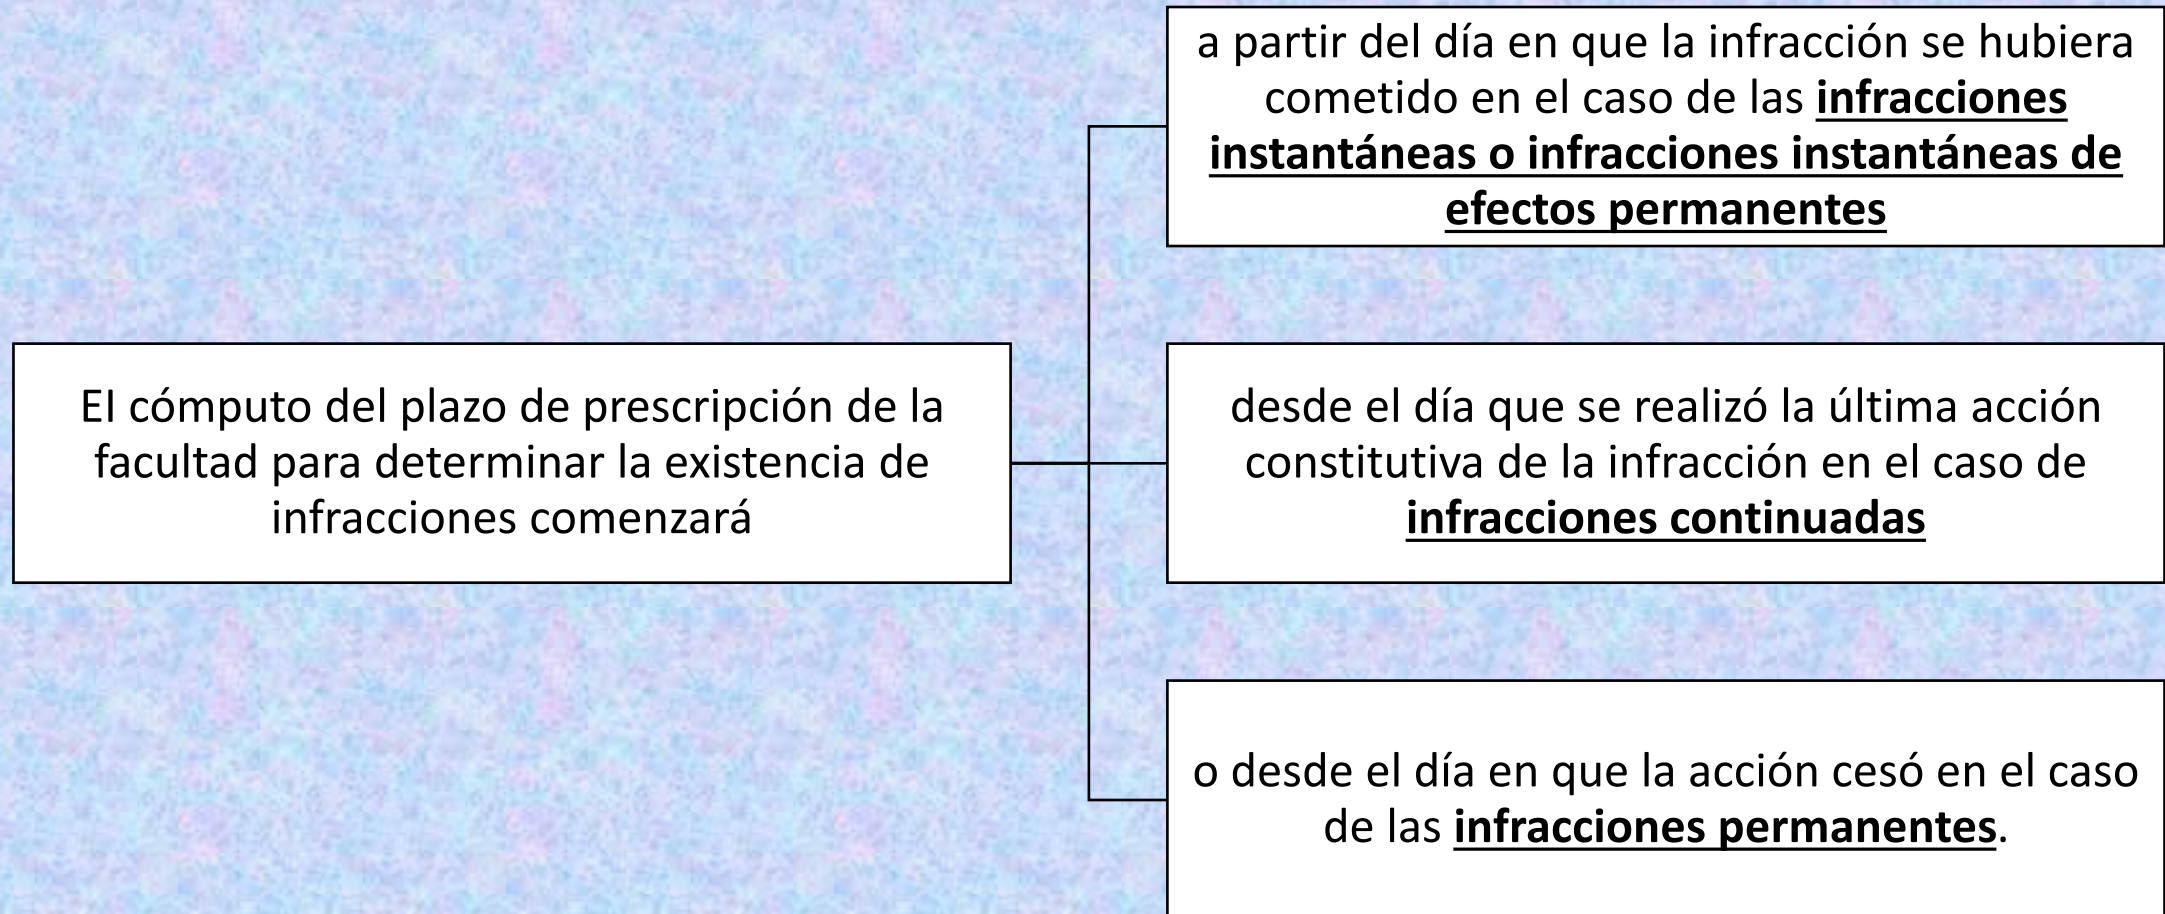 El cómputo del plazo de prescripción de la
facultad para determinar la existencia de
infracciones comenzará
a partir del día en que la infracción se hubiera
cometido en el caso de las infracciones
instantáneas o infracciones instantáneas de
efectos permanentes
desde el día que se realizó la última acción
constitutiva de la infracción en el caso de
infracciones continuadas
o desde el día en que la acción cesó en el caso
de las infracciones permanentes.